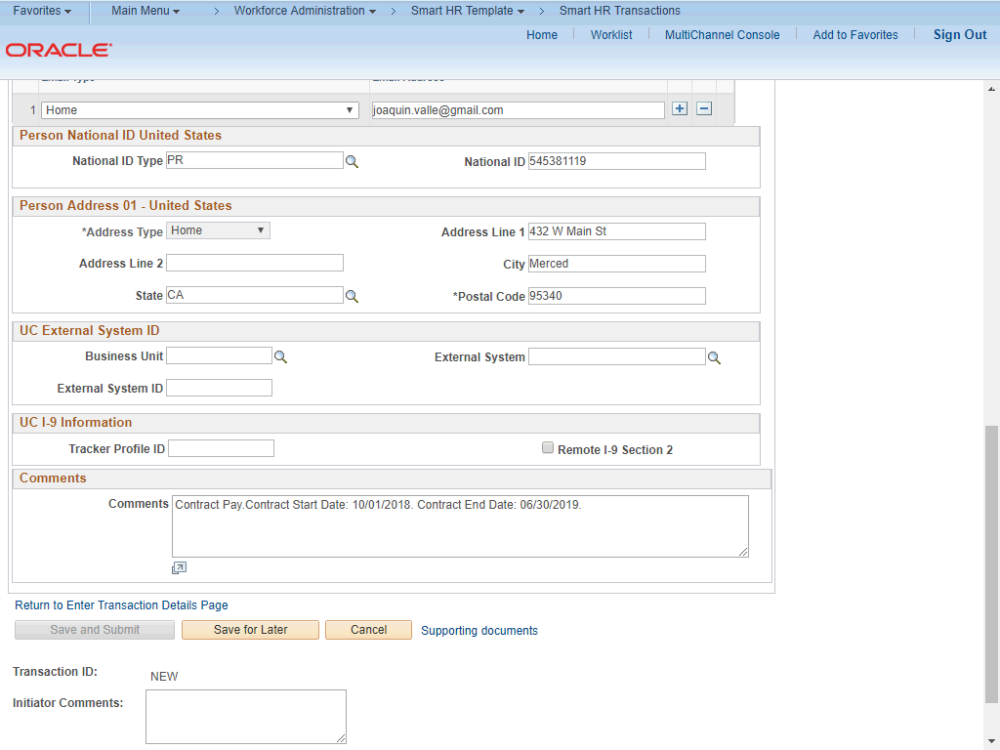 Favorites Main Menu > Workforce Administration > Smart HR Template > Smart HR Transactions
Home Worklist MultiChannel Console Add to Favorites Sign Out
ORACLE
Email Type Email Address
1 Home joaquin.valle@gmail.com
Person National ID United States
National ID Type PR National ID 545381119
Person Address 01 - United States
*Address Type Home Address Line 1 432 W Main St
Address Line 2 City Merced
State CA *Postal Code 95340
UC External System ID
Business Unit External System
External System ID
UC I-9 Information
Tracker Profile ID Remote I-9 Section 2
Comments
Comments Contract Pay.Contract Start Date: 10/01/2018. Contract End Date: 06/30/2019.
Return to Enter Transaction Details Page
Save and Submit Save for Later Cancel Supporting documents
Transaction ID: NEW
Initiator Comments: